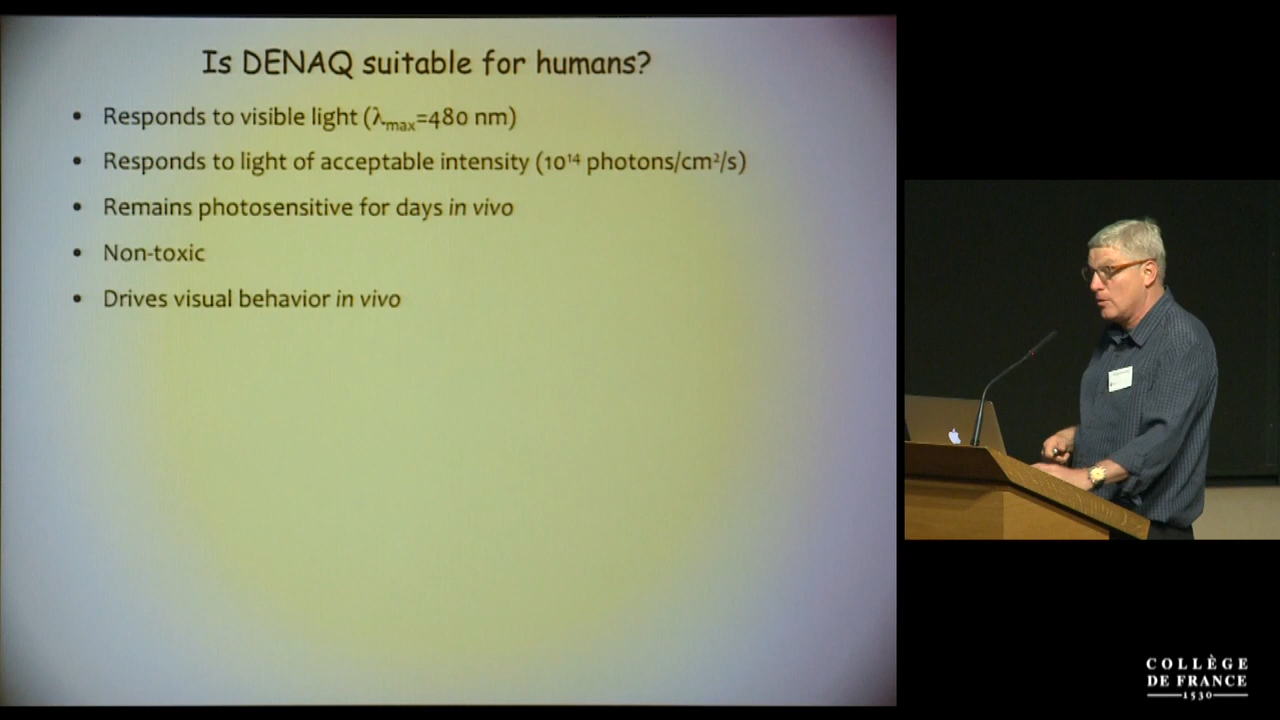 Is DENAQ suitable for humans?
• Responds to visible light (λmax=480 nm)
• Responds to light of acceptable intensity (10¹⁴ photons/cm²/s)
• Remains photosensitive for days in vivo
• Non-toxic
• Drives visual behavior in vivo
COLLÈGE
DE FRANCE
1530